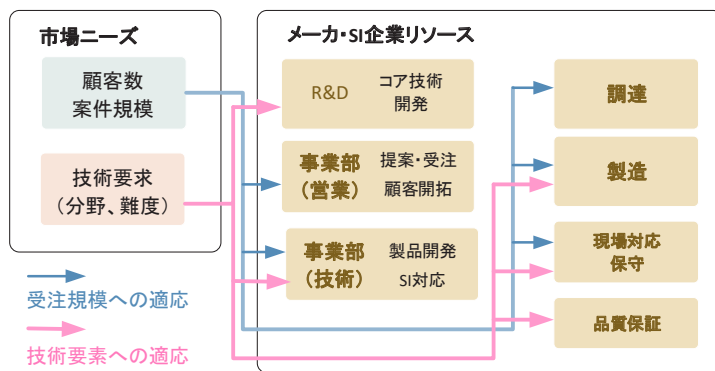 市場ニーズ
顧客数
案件規模
技術要求
（分野、難度）
受注規模への適応
技術要素への適応
メーカ・SI企業リソース
R&D
コア技術
開発
事業部
（営業）
提案・受注
顧客開拓
事業部
（技術）
製品開発
SI対応
調達
製造
現場対応
保守
品質保証